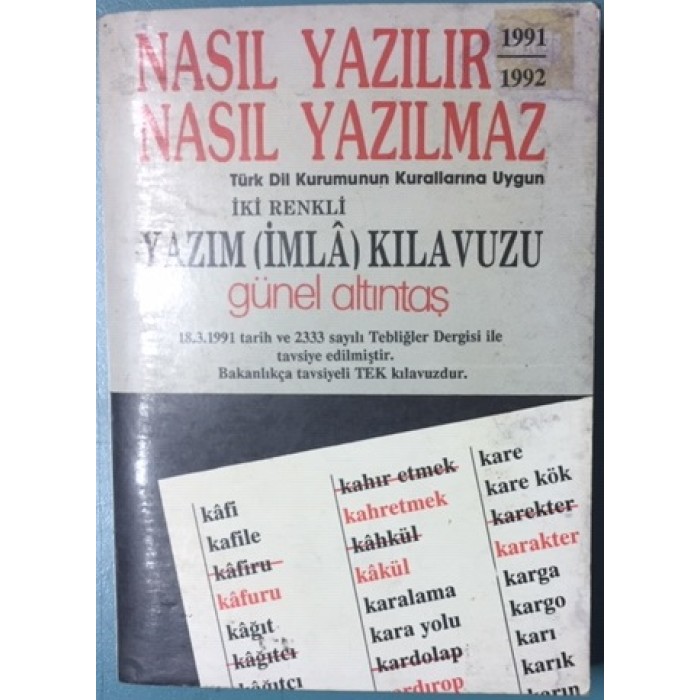 NASIL YAZILIR
1991
1992
NASIL YAZILMAZ
Türk Dil Kurumunun Kurallarına Uygun
İKİ RENKLİ
YAZIM (İMLÂ) KILAVUZU
günel altıntaş
18.3.1991 tarih ve 2333 sayılı Tebliğler Dergisi ile
tavsiye edilmiştir.
Bakanlıkça tavsiyeli TEK kılavuzdur.
kâfi
kafile
kâfiru
kâfuru
kâğıt
kâğıtçı
kâğıtçı
kahır etmek
kahretmek
kâhkül
kâkül
karalama
kara yolu
kardolap
kare
kare kök
karekter
karakter
karga
kargo
karı
karık
karın